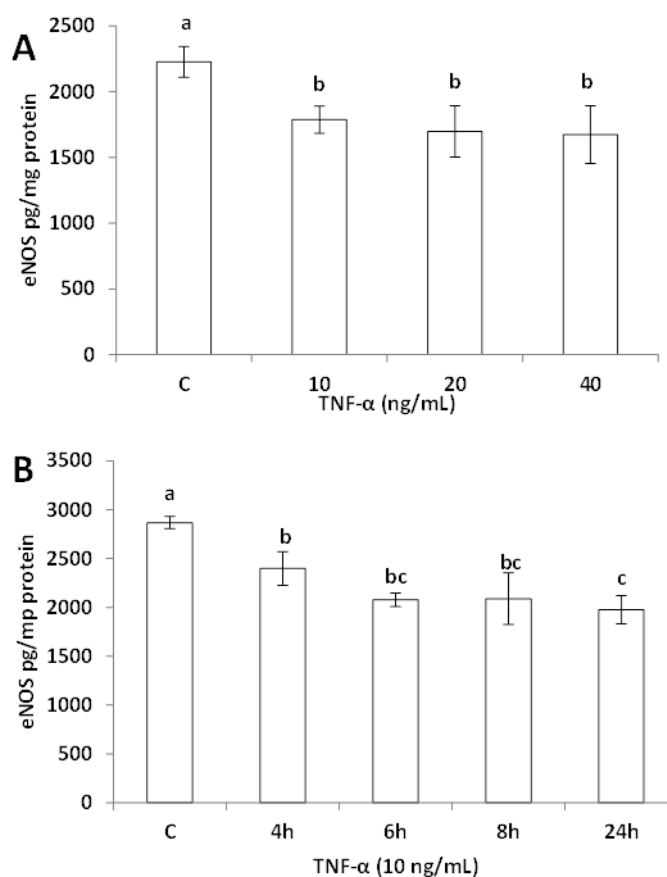 A
eNOS pg/mg protein
2500
2000
1500
1000
500
0
a
b
b
b
C 10 20 40
TNF-α (ng/mL)
B
eNOS pg/mp protein
3500
3000
2500
2000
1500
1000
500
0
a
b
bc
bc
c
C 4h 6h 8h 24h
TNF-α (10 ng/mL)